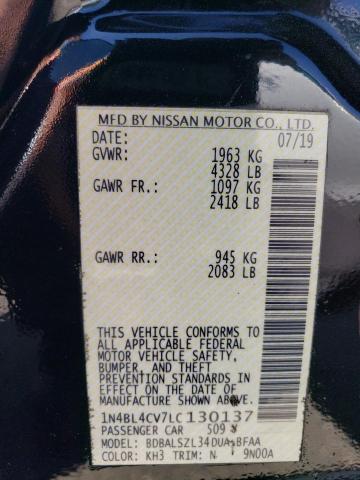 MFD BY NISSAN MOTOR CO., LTD.
DATE: 07/19
GVWR: 1963 KG
4328 LB
GAWR FR.: 1097 KG
2418 LB
GAWR RR.: 945 KG
2083 LB
THIS VEHICLE CONFORMS TO
ALL APPLICABLE FEDERAL
MOTOR VEHICLE SAFETY,
BUMPER, AND THEFT
PREVENTION STANDARDS IN
EFFECT ON THE DATE OF
MANUFACTURE SHOWN ABOVE.
1N4BL4CV7LC130137
PASSENGER CAR 509
MODEL: BDBALSZL34DUA-BFAA
COLOR: KH3 TRIM: N 9N00A